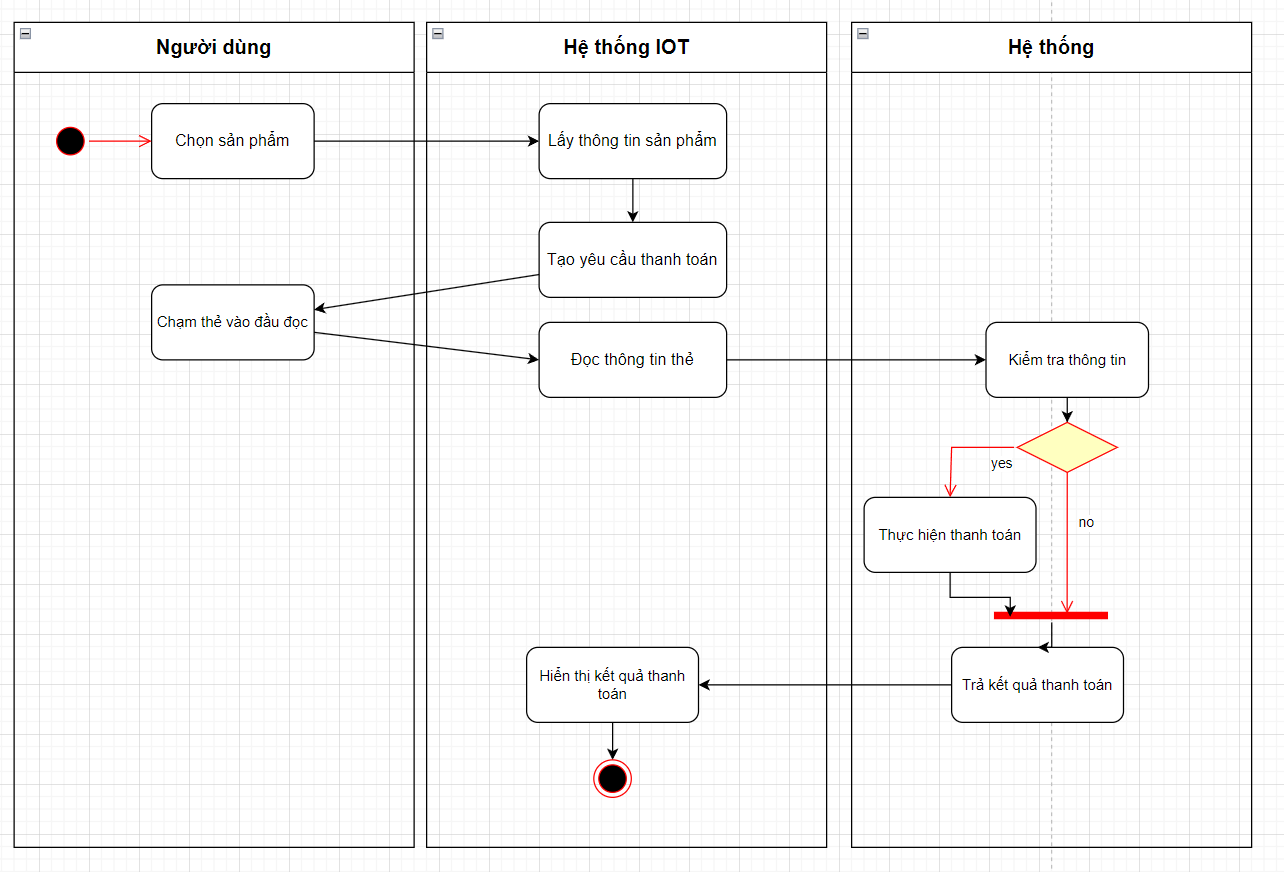 Người dùng
Hệ thống IOT
Hệ thống
Chọn sản phẩm
Lấy thông tin sản phẩm
Tạo yêu cầu thanh toán
Chạm thẻ vào đầu đọc
Đọc thông tin thẻ
Kiểm tra thông tin
yes
no
Thực hiện thanh toán
Hiển thị kết quả thanh
toán
Trả kết quả thanh toán